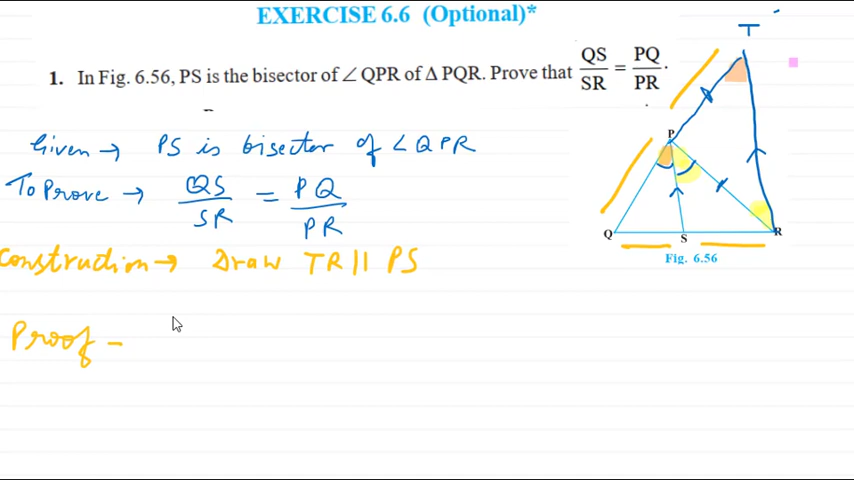 EXERCISE 6.6 (Optional)*
1. In Fig. 6.56, PS is the bisector of ∠ QPR of Δ PQR. Prove that QS/SR = PQ/PR.
T
Given → PS is bisector of ∠QPR
P
To Prove → QS/SR = PQ/PR
Q S R
Construction → Draw TR || PS
Fig. 6.56
Proof -